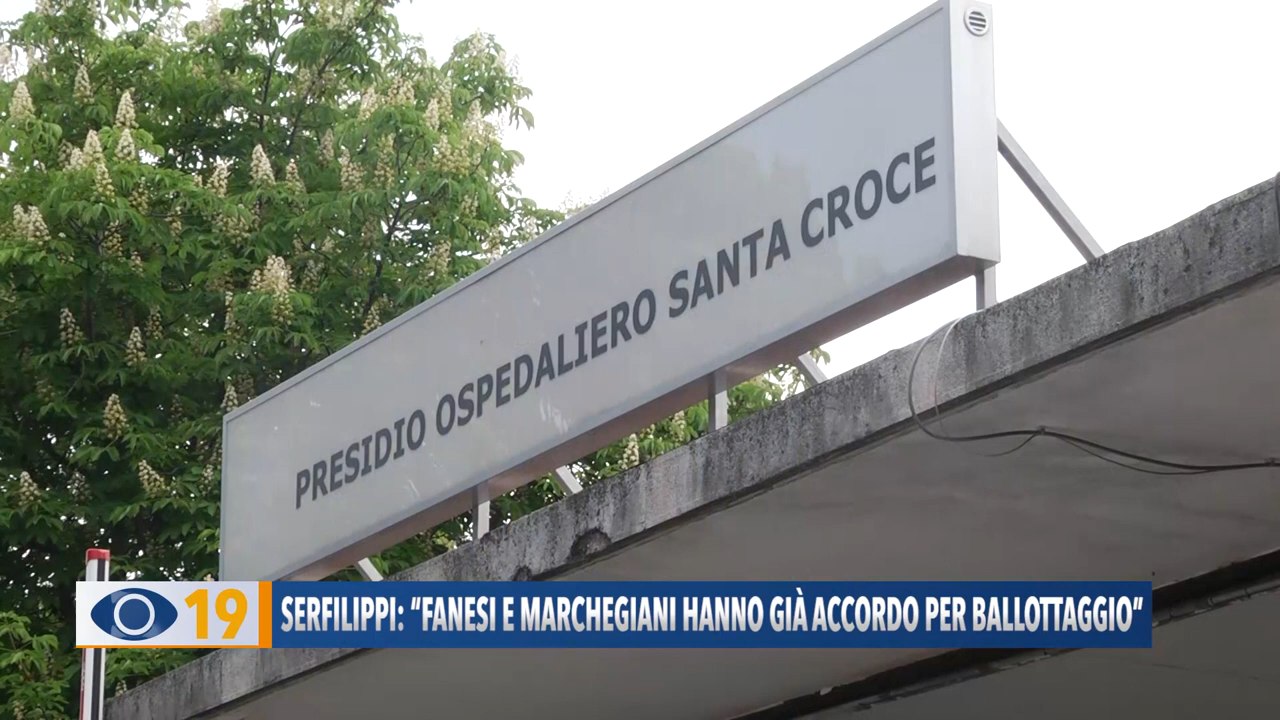 PRESIDIO OSPEDALIERO SANTA CROCE
19 SERFILIPPI: “FANESI E MARCHEGIANI HANNO GIÀ ACCORDO PER BALLOTTAGGIO“